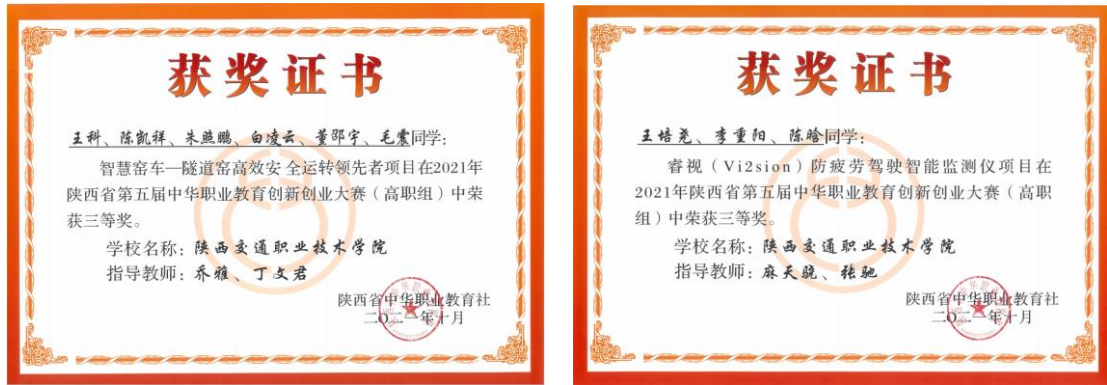 获奖证书
王科、陈凯祥、朱照鹏、白凌云、董邵宇、毛震同学：
智慧窑车—隧道窑高效安 全运转领先者项目在2021年
陕西省第五届中华职业教育创新创业大赛（高职组）中荣
获三等奖。
学校名称：陕西交通职业技术学院
指导教师：乔雅、丁文君
陕西省中华职业教育社
二〇二一年十月
获奖证书
王培尧、李重阳、陈晗同学：
睿视（Vi2sion）防疲劳驾驶智能监测仪项目在
2021年陕西省第五届中华职业教育创新创业大赛（高职
组）中荣获三等奖。
学校名称：陕西交通职业技术学院
指导教师：麻天骁、张驰
陕西省中华职业教育社
二〇二一年十月